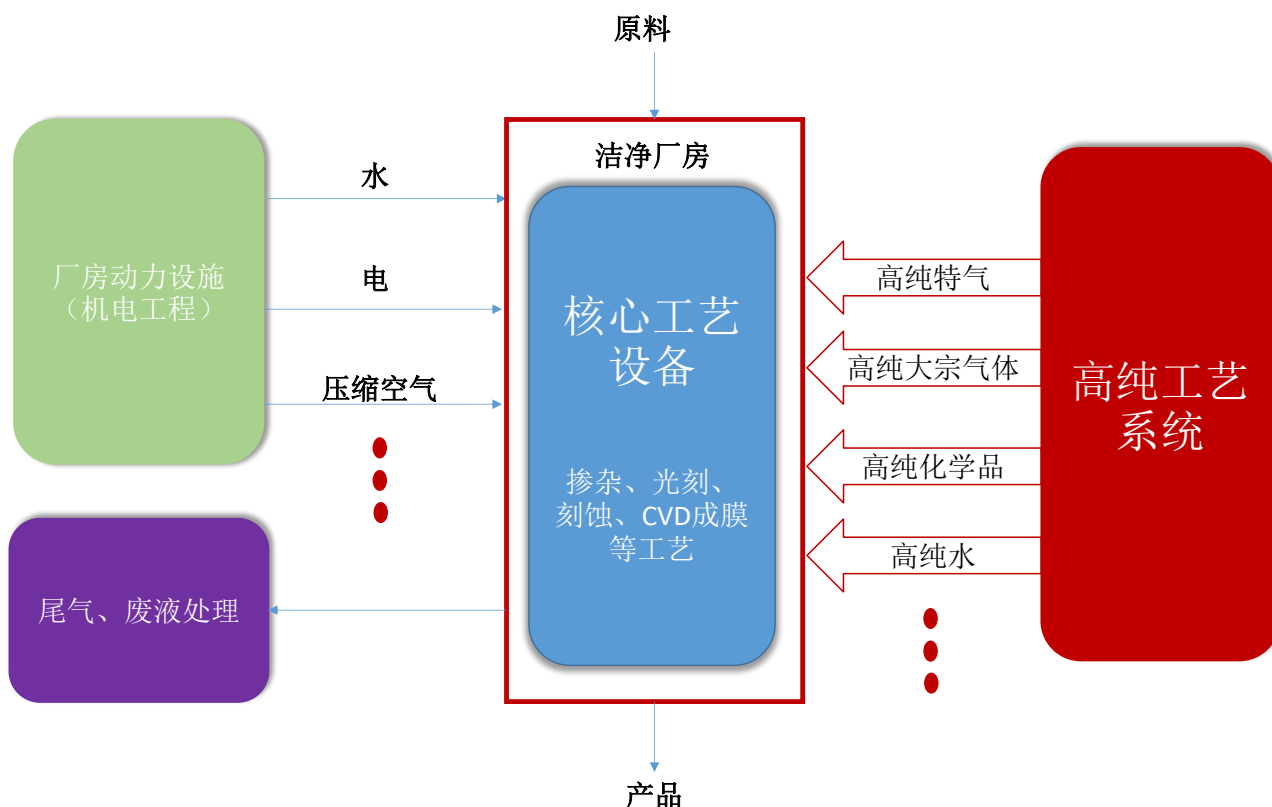 原料
洁净厂房
水
电
压缩空气
厂房动力设施
（机电工程）
尾气、废液处理
核心工艺
设备
掺杂、光刻、
刻蚀、CVD成膜
等工艺
高纯特气
高纯大宗气体
高纯化学品
高纯水
高纯工艺
系统
产品